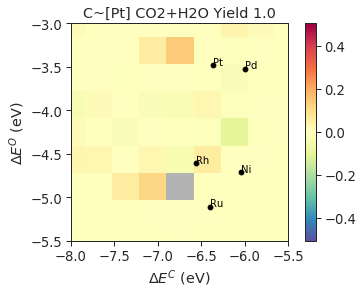 C~[Pt] CO2+H2O Yield 1.0
−3.0
−3.5
−4.0
−4.5
−5.0
−5.5
ΔE^O (eV)
Pt
Pd
Rh
Ni
Ru
−8.0 −7.5 −7.0 −6.5 −6.0 −5.5
ΔE^C (eV)
0.4
0.2
0.0
−0.2
−0.4